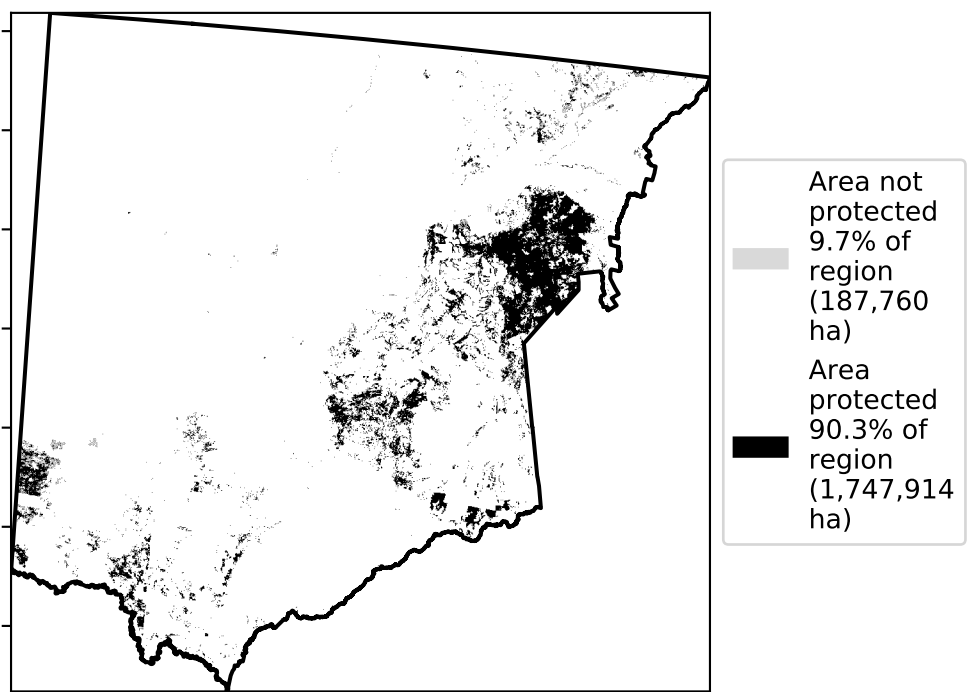 Area not
protected
9.7% of
region
(187,760
ha)
Area
protected
90.3% of
region
(1,747,914
ha)